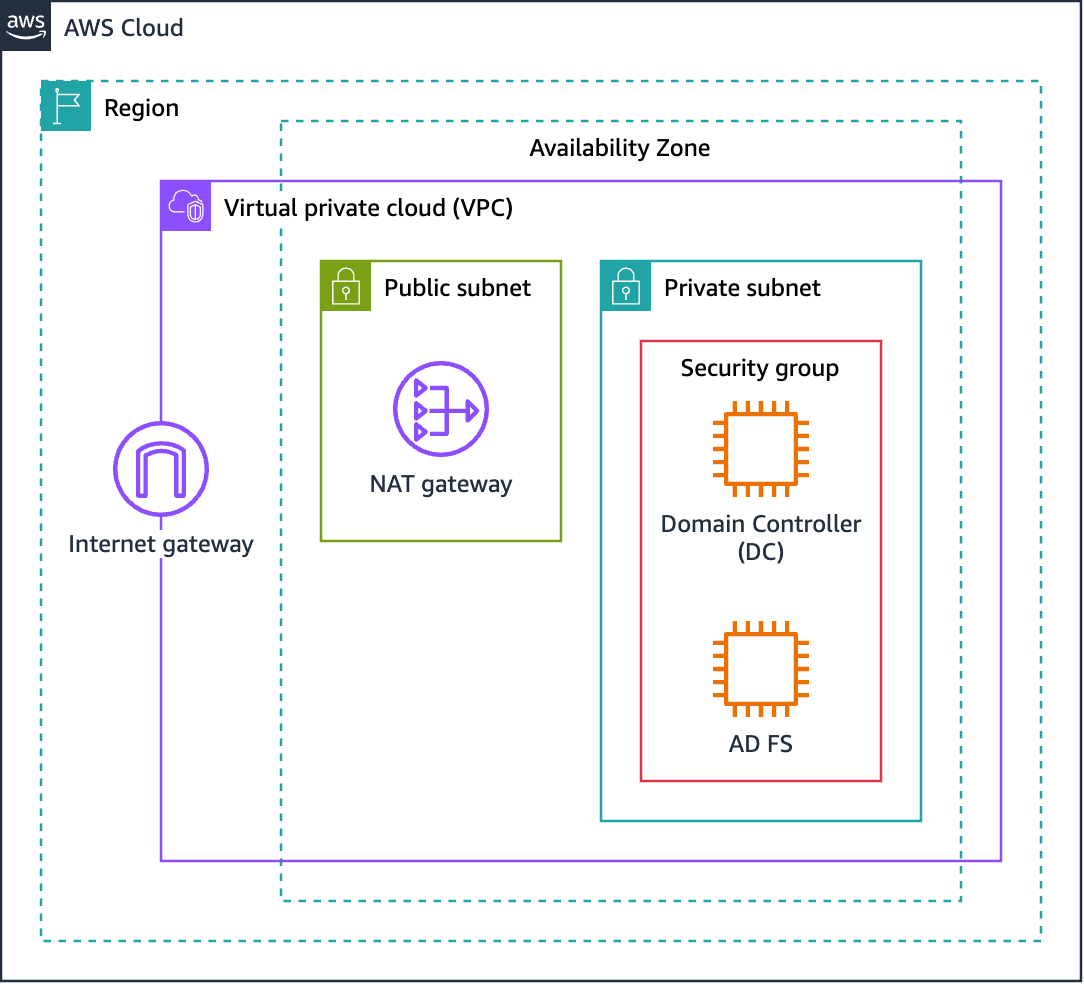 aws
AWS Cloud
Region
Availability Zone
Virtual private cloud (VPC)
Public subnet
Private subnet
Security group
NAT gateway
Internet gateway
Domain Controller
(DC)
AD FS